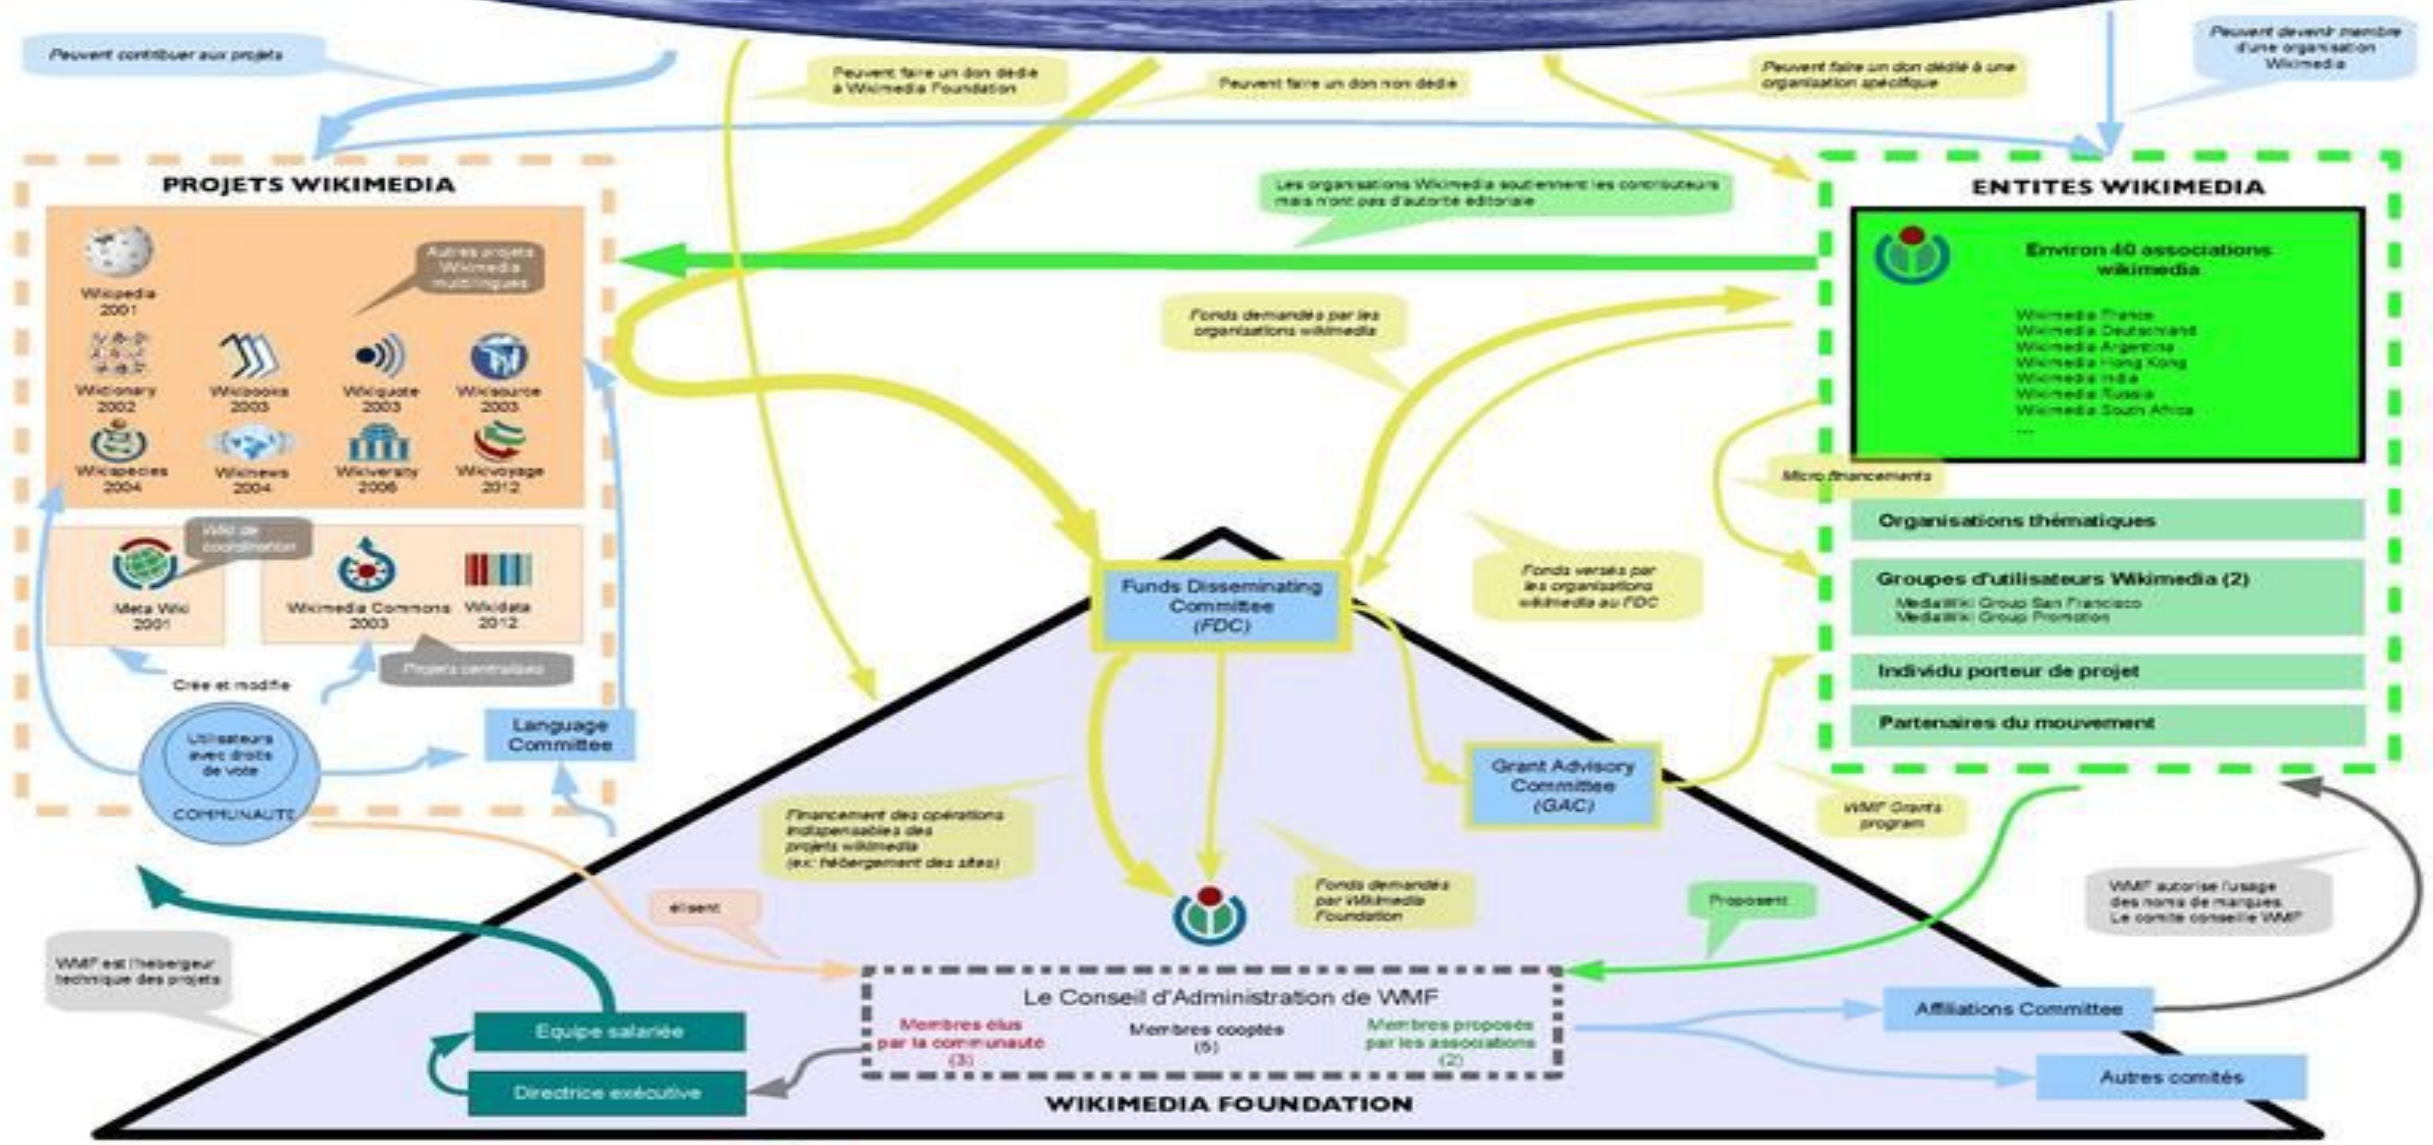 Peuvent contribuer aux projets
Peuvent faire un don dédié
à Wikimedia Foundation
Peuvent faire un don non dédié
Peuvent faire un don dédié à une
organisation spécifique
Peuvent devenir membre
d'une organisation
Wikimedia
PROJETS WIKIMEDIA
Autres projets
Wikimedia
multilingues
Wikipedia
2001
Wiktionary
2002
Wikibooks
2003
Wikiquote
2003
Wikisource
2003
Wikispecies
2004
Wikinews
2004
Wikiversity
2006
Wikivoyage
2012
Wiki de
coordination
Meta Wiki
2001
Wikimedia Commons
2003
Wikidata
2012
Projets centralisés
Crée et modifie
Utilisateurs
avec droits
de vote
COMMUNAUTE
Language
Committee
Les organisations Wikimedia soutiennent les contributeurs
mais n'ont pas d'autorité éditoriale
Fonds demandés par les
organisations wikimedia
ENTITES WIKIMEDIA
Environ 40 associations
wikimedia
Wikimedia France
Wikimedia Deutschland
Wikimedia Argentina
Wikimedia Hong Kong
Wikimedia India
Wikimedia Russia
Wikimedia South Africa
...
Micro financements
Organisations thématiques
Groupes d'utilisateurs Wikimedia (2)
MediaWiki Group San Francisco
MediaWiki Group Promotion
Individu porteur de projet
Partenaires du mouvement
Fonds versés par
les organisations
wikimedia au FDC
Funds Disseminating
Committee
(FDC)
Grant Advisory
Committee
(GAC)
WMF Grants
program
Financement des opérations
indispensables des
projets wikimedia
(ex: hébergement des sites)
Fonds demandés
par Wikimedia
Foundation
élisent
Proposent
WMF autorise l'usage
des noms de marques.
Le comité conseille WMF
WMF est l'hébergeur
technique des projets
Le Conseil d'Administration de WMF
Membres élus
par la communauté
(3)
Membres cooptés
(5)
Membres proposés
par les associations
(2)
Equipe salariée
Directrice exécutive
Affiliations Committee
Autres comités
WIKIMEDIA FOUNDATION